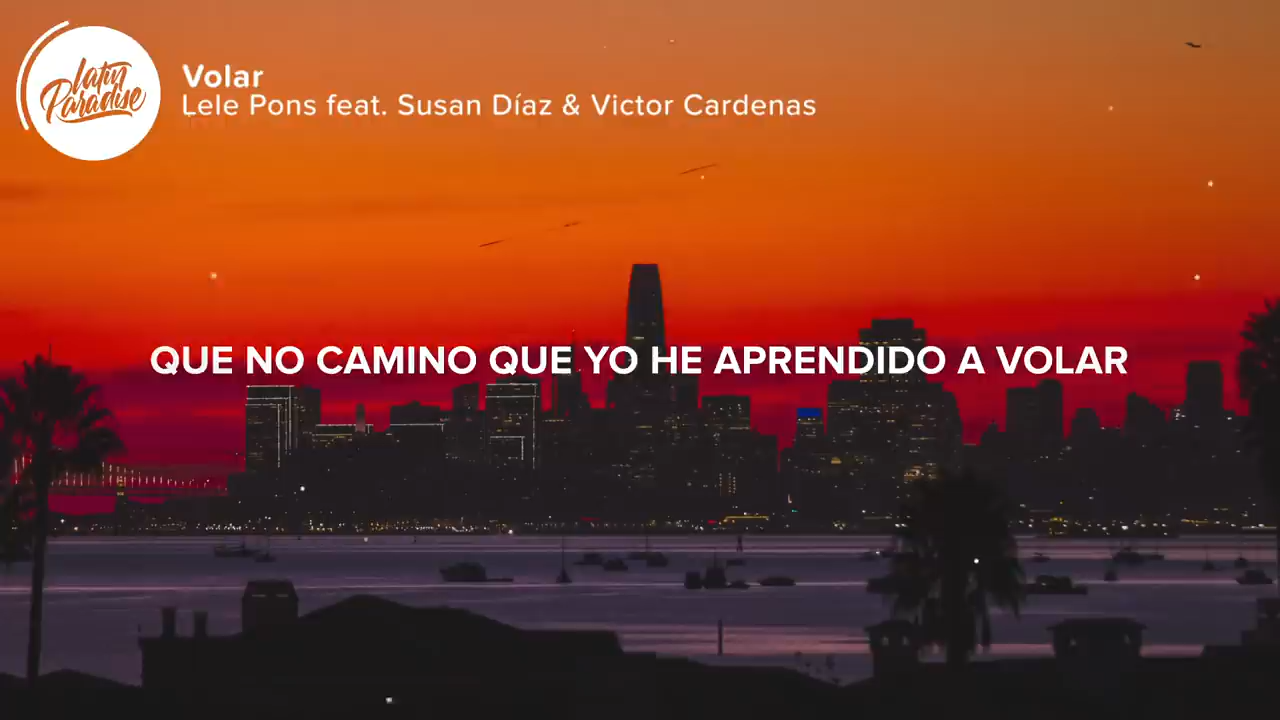 Latin
Paradise
Volar
Lele Pons feat. Susan Díaz & Victor Cardenas
QUE NO CAMINO QUE YO HE APRENDIDO A VOLAR